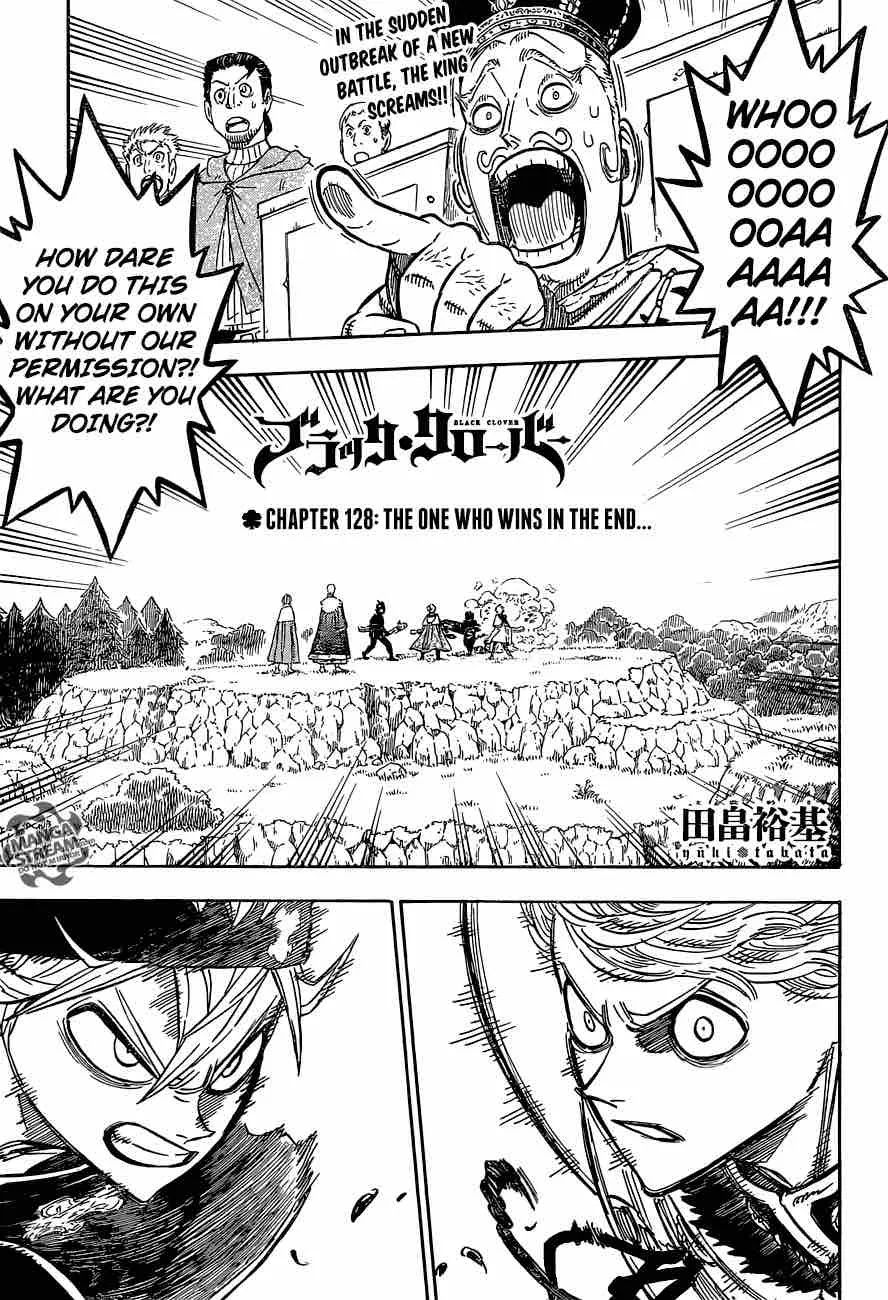 IN THE SUDDEN
OUTBREAK OF A NEW
BATTLE, THE KING
SCREAMS!!
WHOO
OOOO
OOOO
OOAA
AAAA
AA!!!
HOW DARE
YOU DO THIS
ON YOUR OWN
WITHOUT OUR
PERMISSION?!
WHAT ARE YOU
DOING?!
BLACK CLOVER
ブラック・クローバー
CHAPTER 128: THE ONE WHO WINS IN THE END...
田畠裕基
yūki tabata
MANGA
STREAM